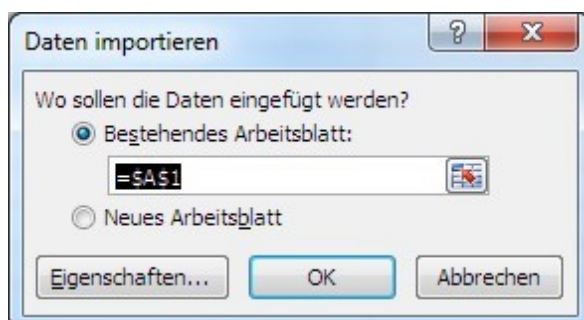 Daten importieren
Wo sollen die Daten eingefügt werden?
Bestehendes Arbeitsblatt:
=$A$1
Neues Arbeitsblatt
Eigenschaften... OK Abbrechen